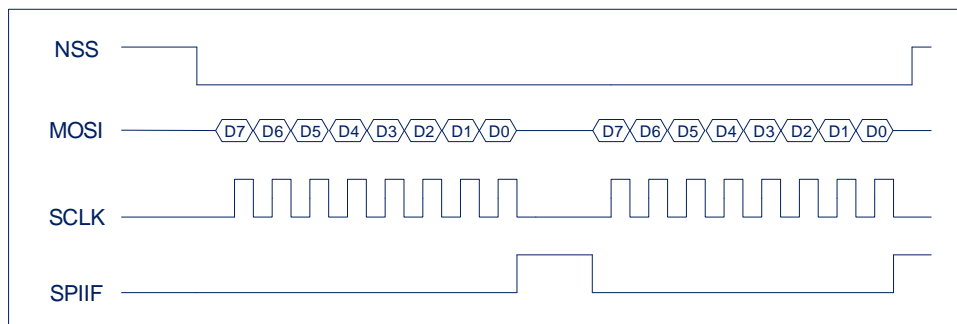 NSS
MOSI D7 D6 D5 D4 D3 D2 D1 D0 D7 D6 D5 D4 D3 D2 D1 D0
SCLK
SPIIF